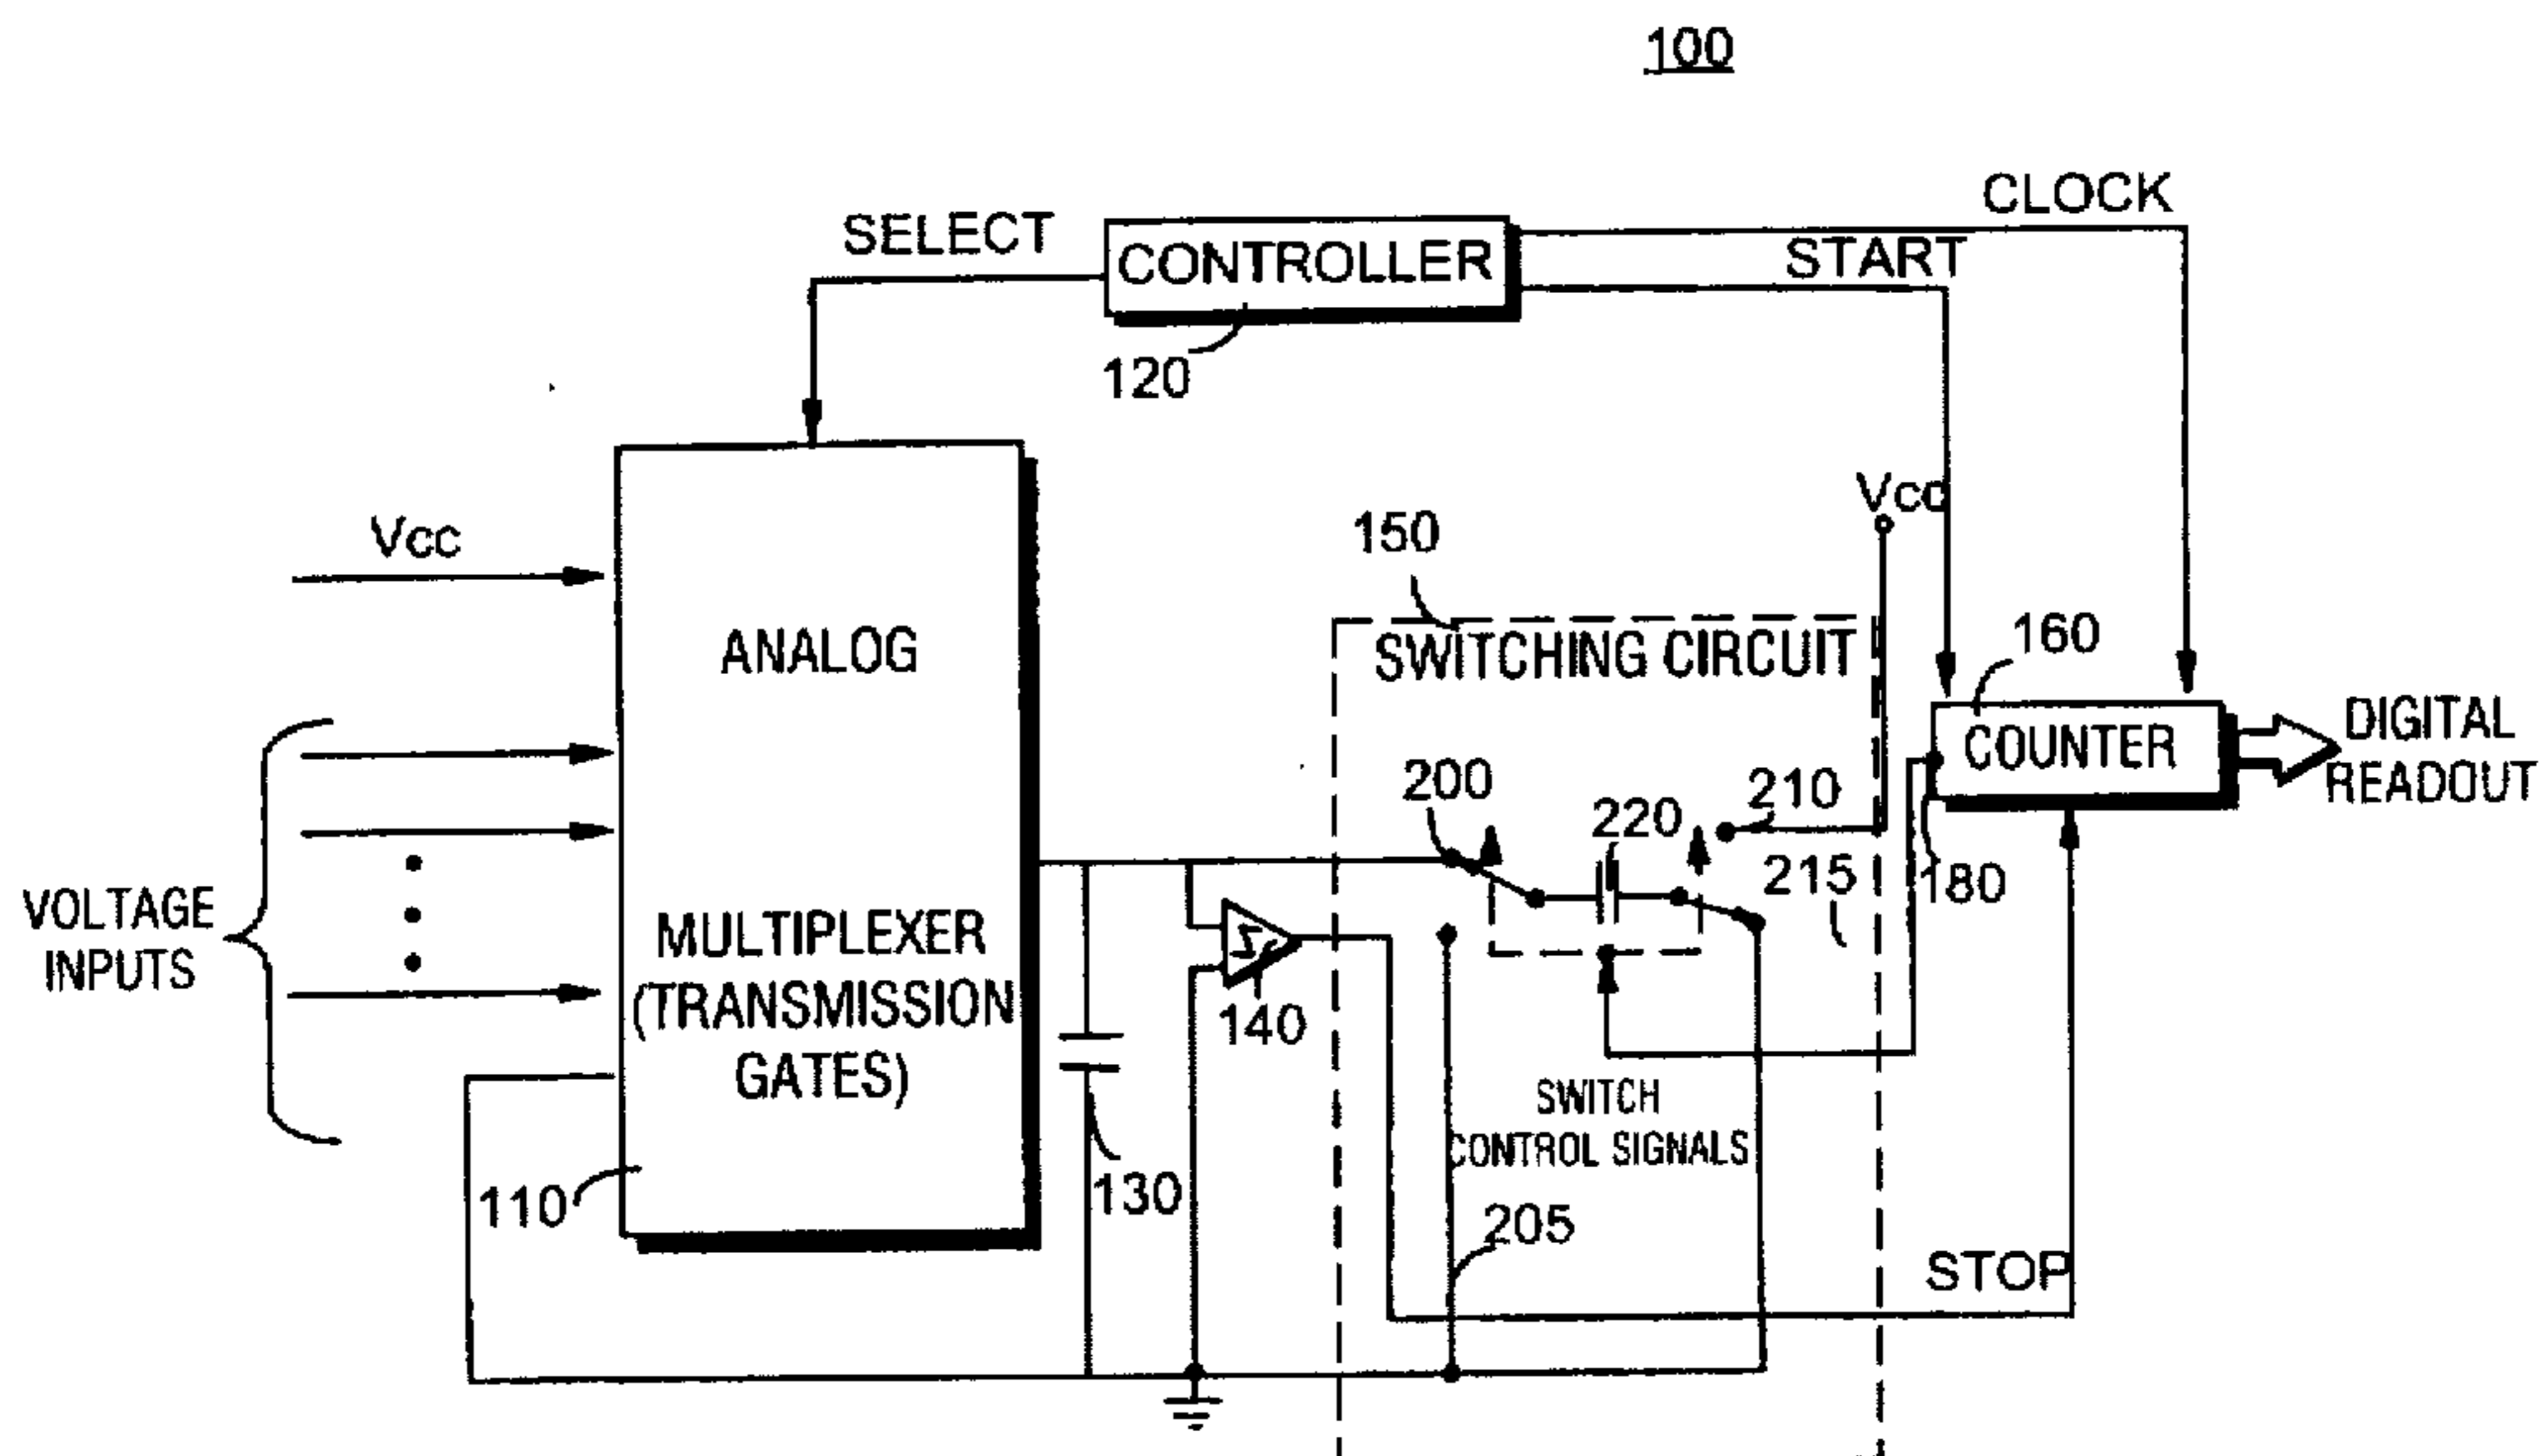 100
CLOCK
SELECT
CONTROLLER
START
120
Vcc
Vcc
150
ANALOG
SWITCHING CIRCUIT
160
COUNTER
DIGITAL
READOUT
200
220
210
215
180
VOLTAGE
INPUTS
MULTIPLEXER
(TRANSMISSION
GATES)
140
SWITCH
CONTROL SIGNALS
110
130
205
STOP